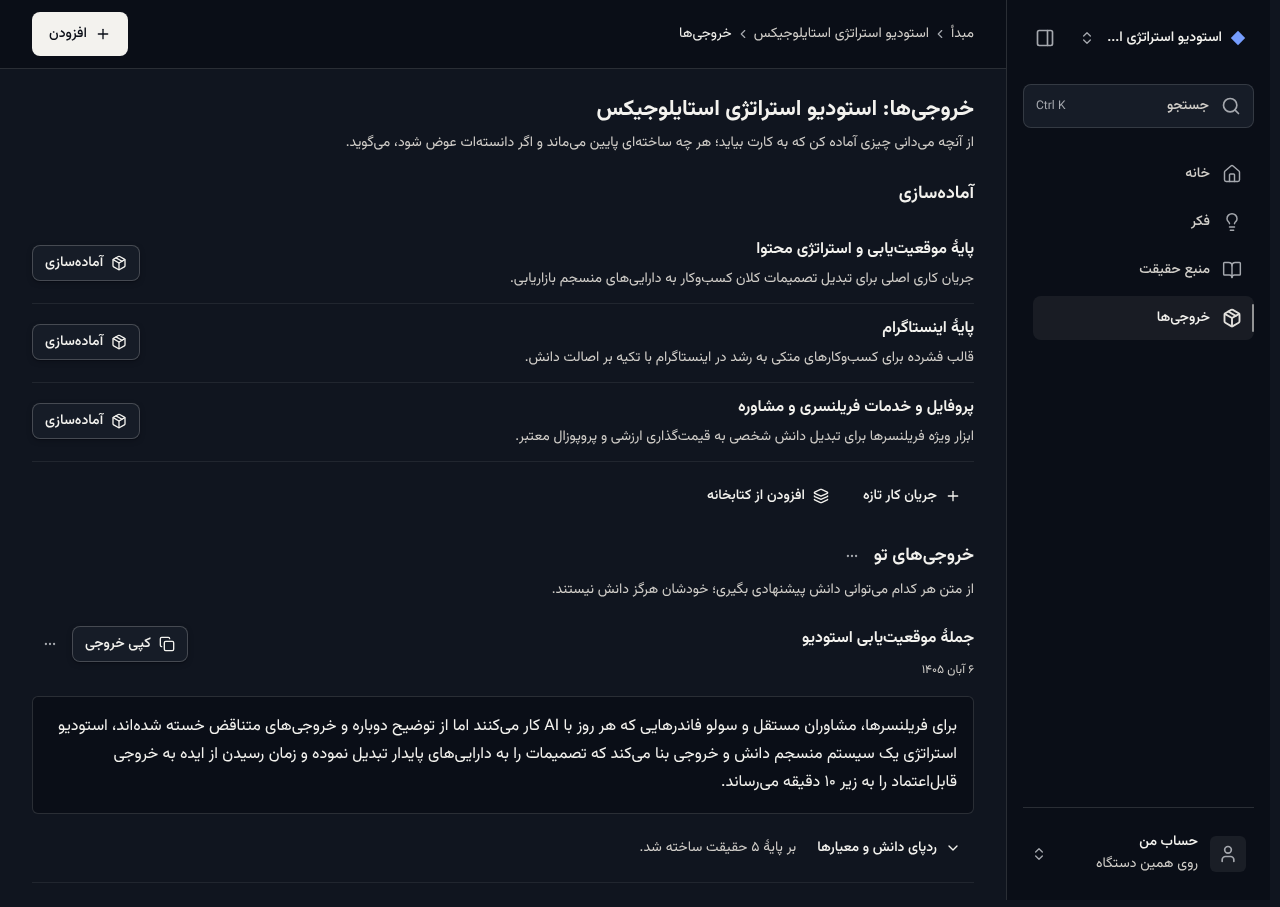 استودیو استراتژی ا...
جستجو
Ctrl K
خانه
فکر
منبع حقیقت
خروجی‌ها
حساب من
روی همین دستگاه
مبدأ › استودیو استراتژی استایلوجیکس › خروجی‌ها
افزودن
خروجی‌ها: استودیو استراتژی استایلوجیکس
از آنچه می‌دانی چیزی آماده کن که به کارت بیاید؛ هر چه ساخته‌ای پایین می‌ماند و اگر دانسته‌ات عوض شود، می‌گوید.
آماده‌سازی
پایهٔ موقعیت‌یابی و استراتژی محتوا
جریان کاری اصلی برای تبدیل تصمیمات کلان کسب‌وکار به دارایی‌های منسجم بازاریابی.
آماده‌سازی
پایهٔ اینستاگرام
قالب فشرده برای کسب‌وکارهای متکی به رشد در اینستاگرام با تکیه بر اصالت دانش.
آماده‌سازی
پروفایل و خدمات فریلنسری و مشاوره
ابزار ویژه فریلنسرها برای تبدیل دانش شخصی به قیمت‌گذاری ارزشی و پروپوزال معتبر.
آماده‌سازی
جریان کار تازه
افزودن از کتابخانه
خروجی‌های تو ...
از متن هر کدام می‌توانی دانش پیشنهادی بگیری؛ خودشان هرگز دانش نیستند.
جملهٔ موقعیت‌یابی استودیو
کپی خروجی ...
۶ آبان ۱۴۰۵
برای فریلنسرها، مشاوران مستقل و سولو فاندرهایی که هر روز با AI کار می‌کنند اما از توضیح دوباره و خروجی‌های متناقض خسته شده‌اند، استودیو
استراتژی یک سیستم منسجم دانش و خروجی بنا می‌کند که تصمیمات را به دارایی‌های پایدار تبدیل نموده و زمان رسیدن از ایده به خروجی
قابل‌اعتماد را به زیر ۱۰ دقیقه می‌رساند.
ردپای دانش و معیارها
بر پایهٔ ۵ حقیقت ساخته شد.